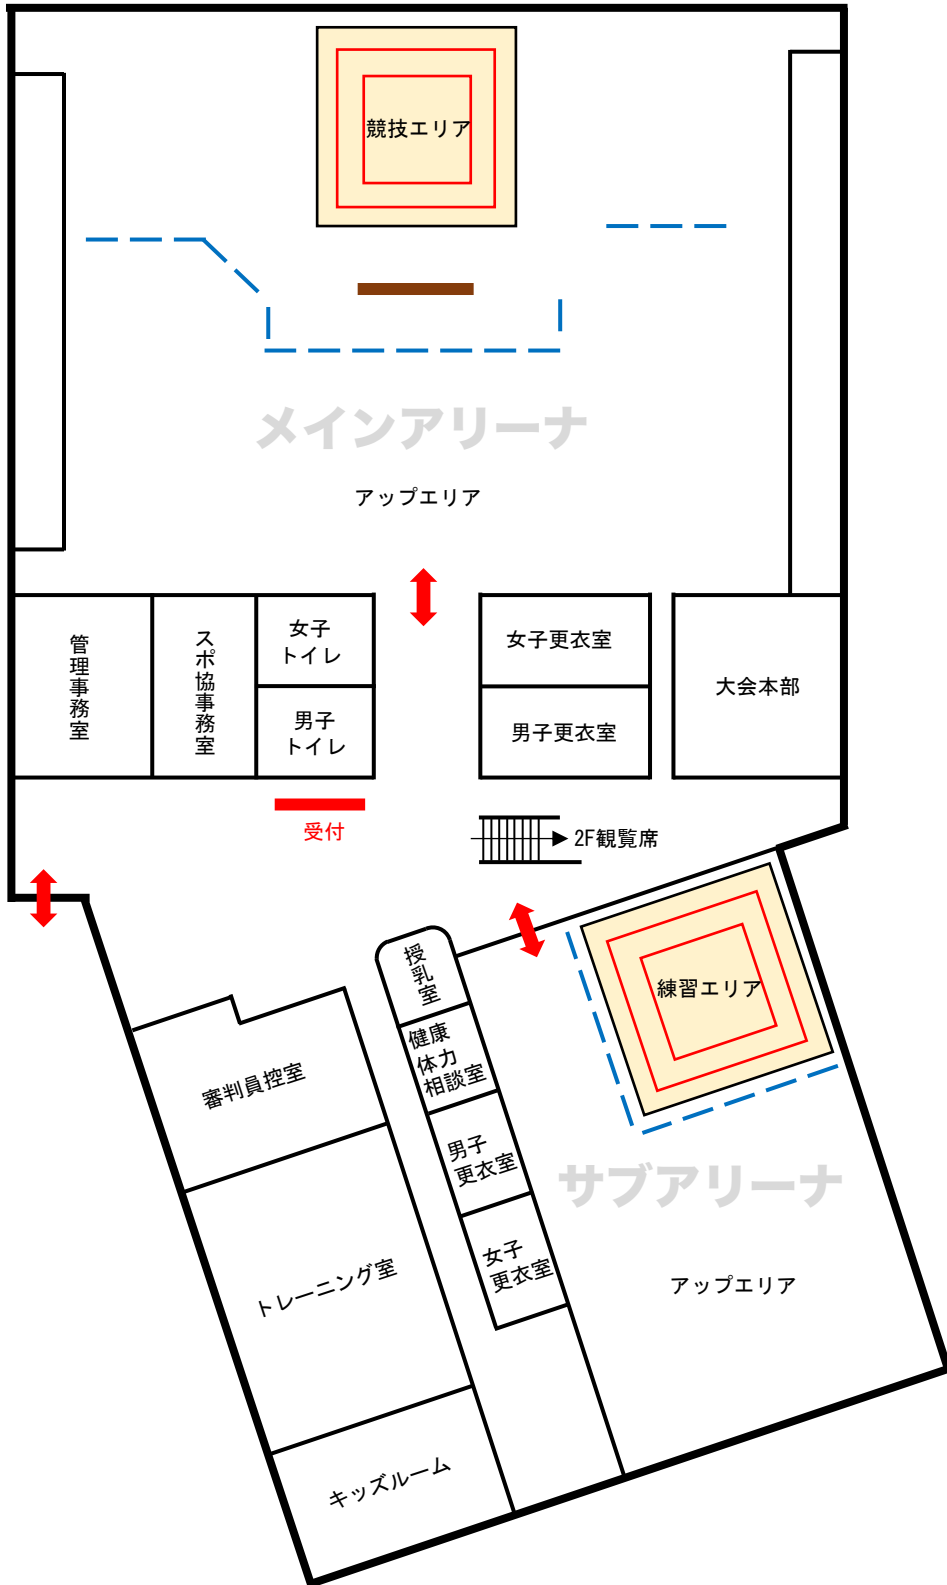 競技エリア
メインアリーナ
アップエリア
管理事務室
スポ協事務室
女子
トイレ
男子
トイレ
女子更衣室
男子更衣室
大会本部
受付
2F観覧席
授乳室
健康
体力
相談室
男子
更衣室
女子
更衣室
練習エリア
サブアリーナ
アップエリア
審判員控室
トレーニング室
キッズルーム